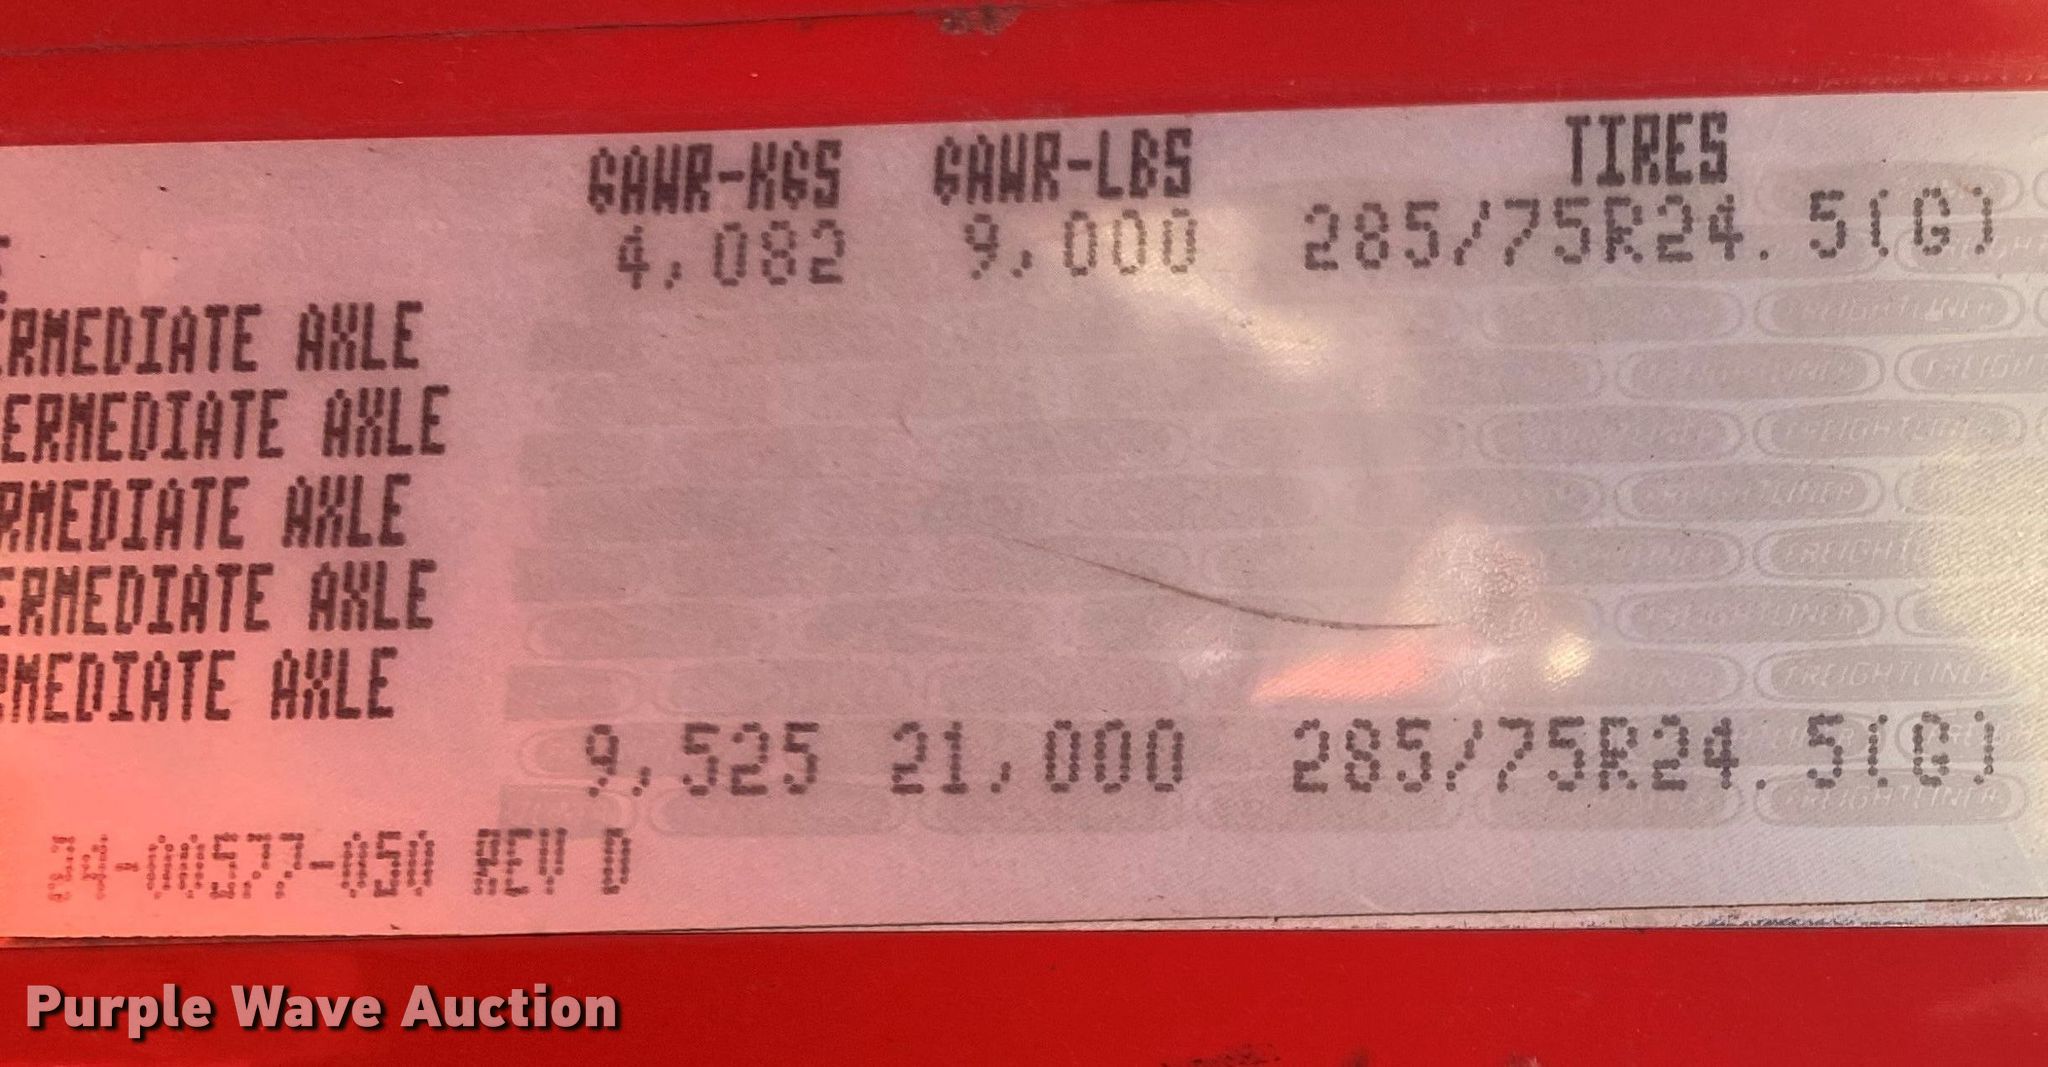 GAWR-KGS GAWR-LBS TIRES
4,082 9,000 285/75R24.5(G)
ERMEDIATE AXLE
ERMEDIATE AXLE
RMEDIATE AXLE
ERMEDIATE AXLE
RMEDIATE AXLE
9,525 21,000 285/75R24.5(G)
24-00577-050 REV D
FREIGHTLINER
Purple Wave Auction